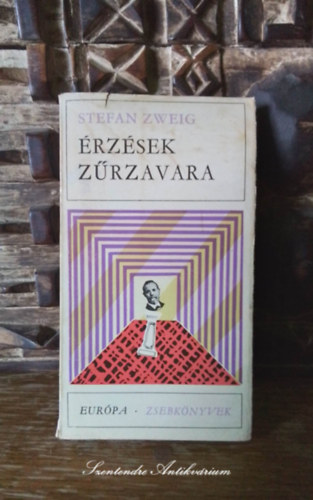 STEFAN ZWEIG
ÉRZÉSEK
ZŰRZAVARA
EURÓPA · ZSEBKÖNYVEK
Szentendre Antikvárium